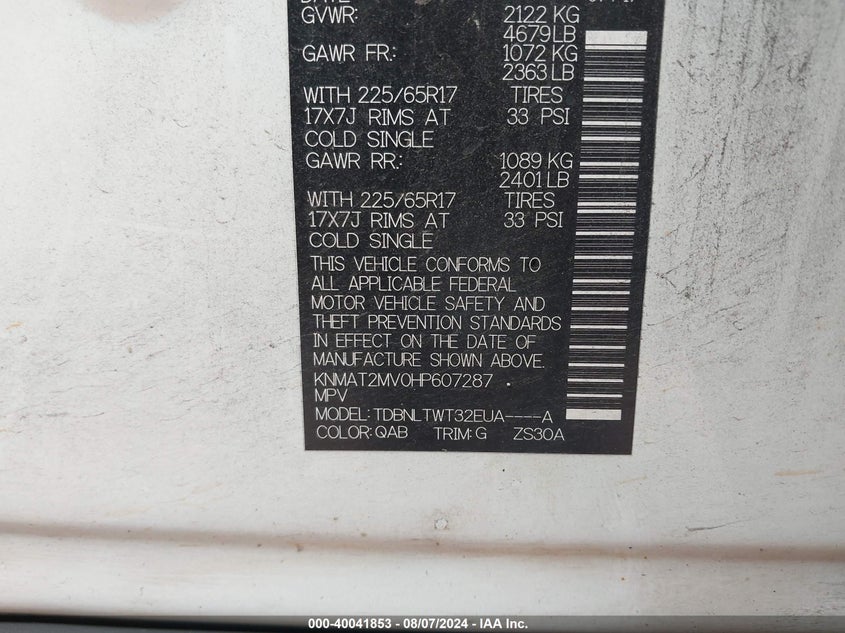 GVWR: 2122 KG
4679 LB
GAWR FR.: 1072 KG
2363 LB
WITH 225/65R17 TIRES
17X7J RIMS AT 33 PSI
COLD SINGLE
GAWR RR.: 1089 KG
2401 LB
WITH 225/65R17 TIRES
17X7J RIMS AT 33 PSI
COLD SINGLE
THIS VEHICLE CONFORMS TO
ALL APPLICABLE FEDERAL
MOTOR VEHICLE SAFETY AND
THEFT PREVENTION STANDARDS
IN EFFECT ON THE DATE OF
MANUFACTURE SHOWN ABOVE.
KNMAT2MV0HP607287
MPV
MODEL: TDBNLTWT32EUA----A
COLOR: QAB TRIM: G ZS30A
000-40041853 - 08/07/2024 - IAA Inc.